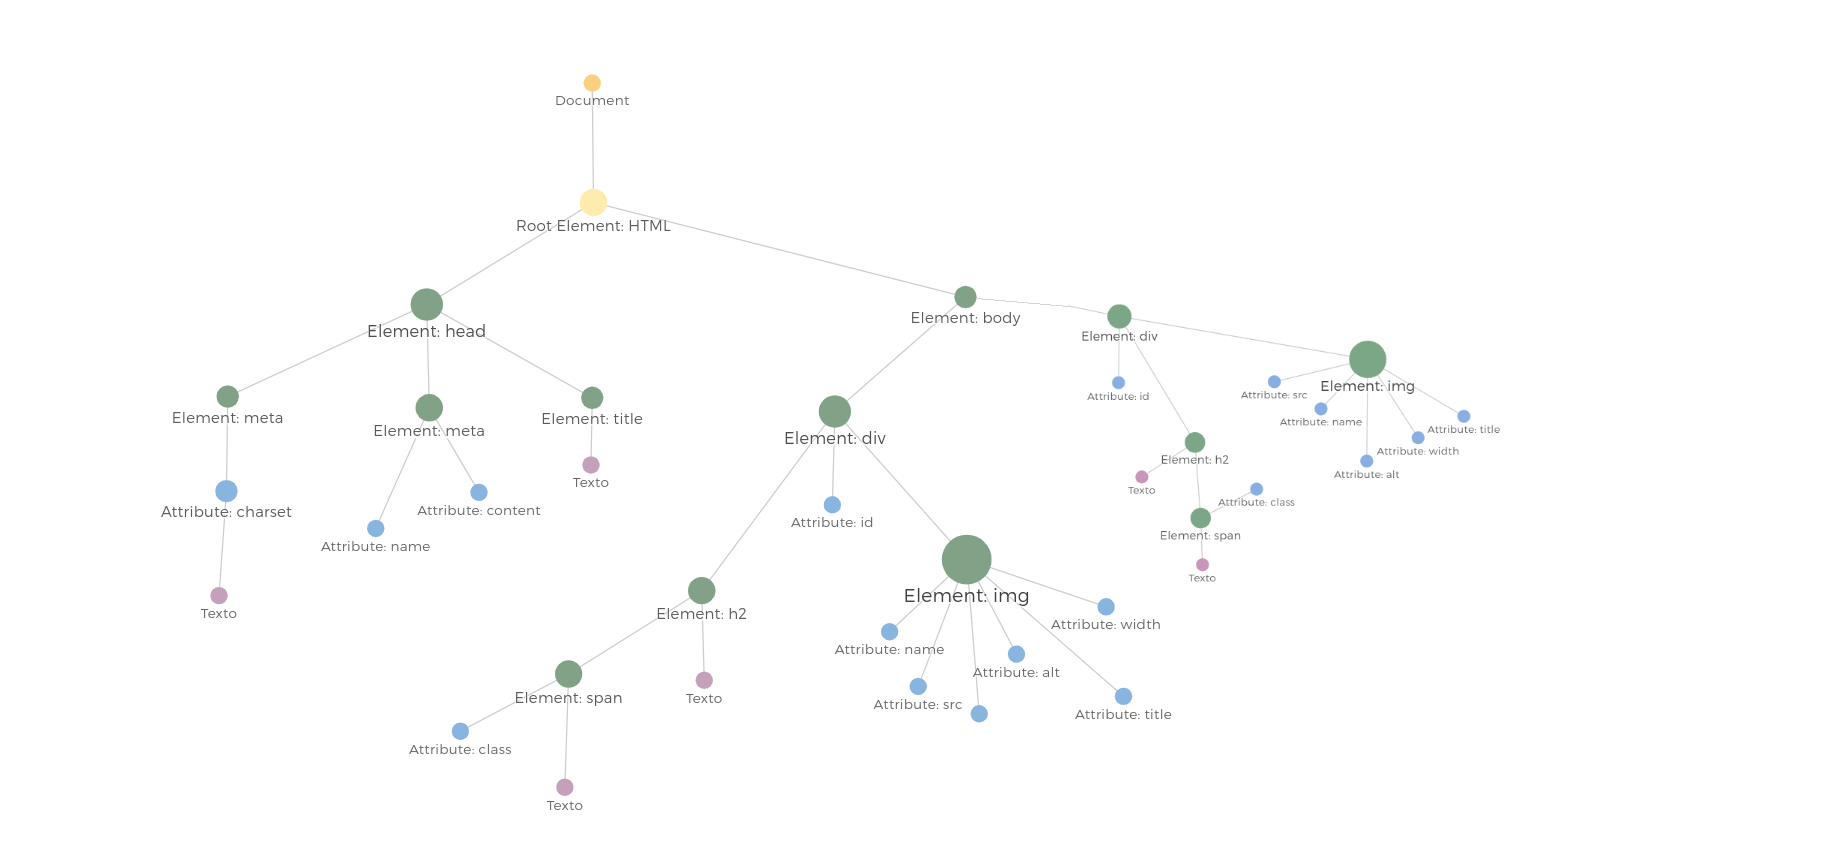 Document
Root Element: HTML
Element: head
Element: body
Element: div
Element: img
Attribute: src
Attribute: id
Attribute: name
Attribute: title
Attribute: width
Attribute: alt
Element: h2
Texto
Attribute: class
Element: span
Texto
Element: meta
Element: meta
Element: title
Texto
Attribute: charset
Attribute: content
Attribute: name
Texto
Element: div
Attribute: id
Element: img
Element: h2
Attribute: width
Attribute: name
Attribute: alt
Attribute: src
Attribute: title
Element: span
Texto
Attribute: class
Texto